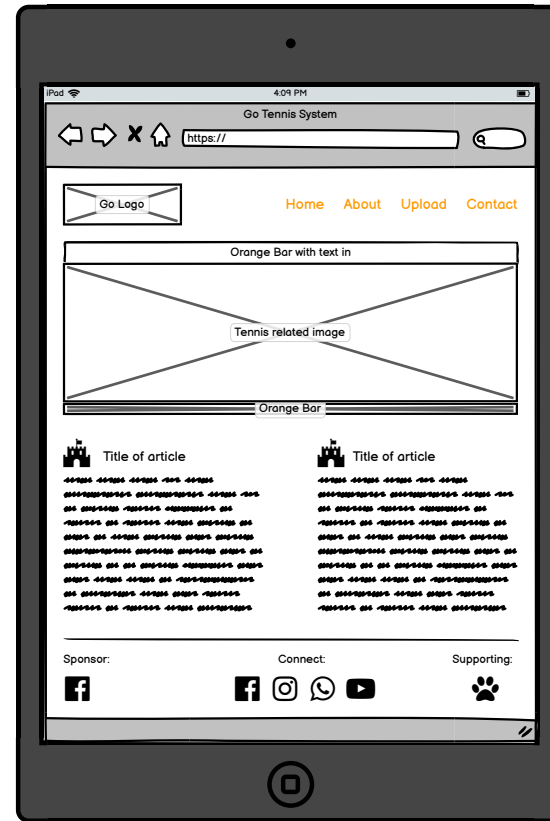 iPad 4:09 PM
Go Tennis System
https://
Go Logo
Home About Upload Contact
Orange Bar with text in
Tennis related image
Orange Bar
Title of article
Title of article
Sponsor: Connect: Supporting: